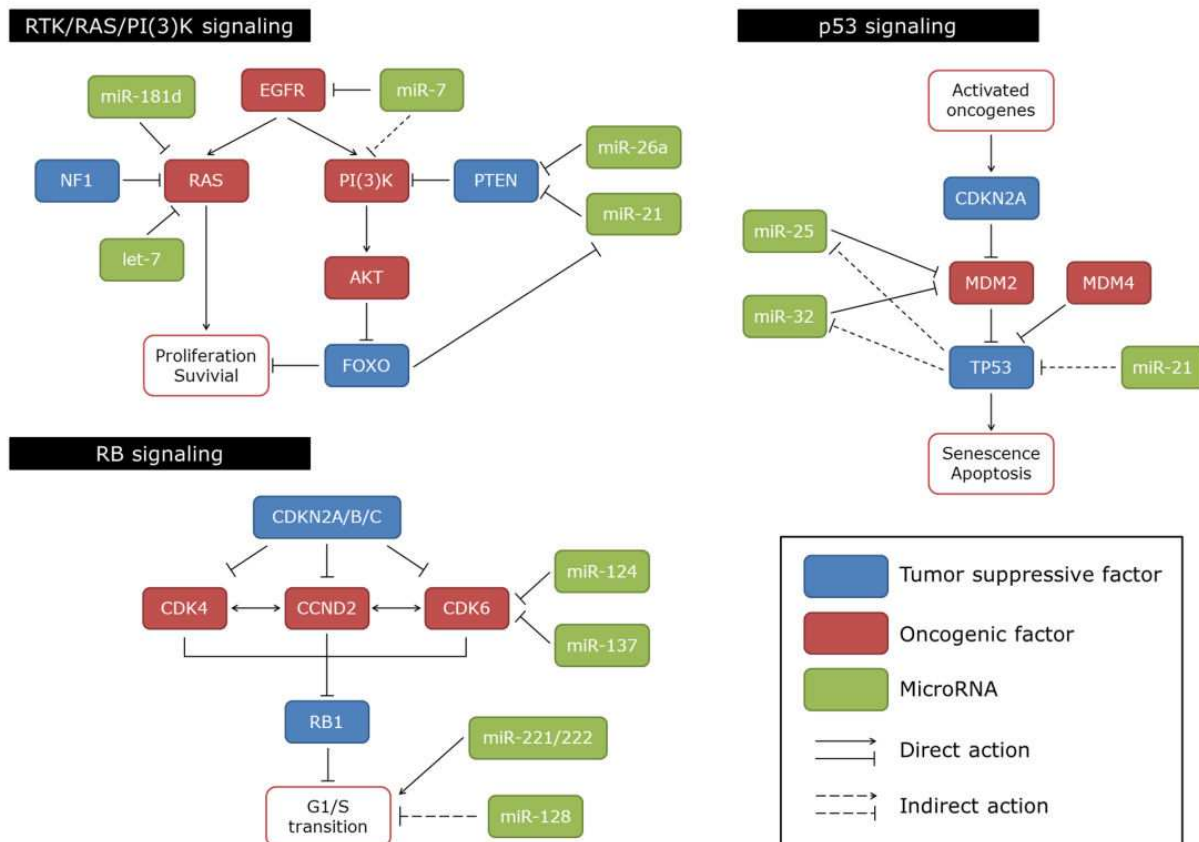 RTK/RAS/PI(3)K signaling
miR-181d
EGFR
miR-7
miR-26a
NF1
RAS
PI(3)K
PTEN
miR-21
let-7
AKT
Proliferation
Suvivial
FOXO
p53 signaling
Activated
oncogenes
CDKN2A
miR-25
MDM2
MDM4
miR-32
TP53
miR-21
Senescence
Apoptosis
RB signaling
CDKN2A/B/C
miR-124
CDK4
CCND2
CDK6
miR-137
RB1
miR-221/222
G1/S
transition
miR-128
Tumor suppressive factor
Oncogenic factor
MicroRNA
Direct action
Indirect action